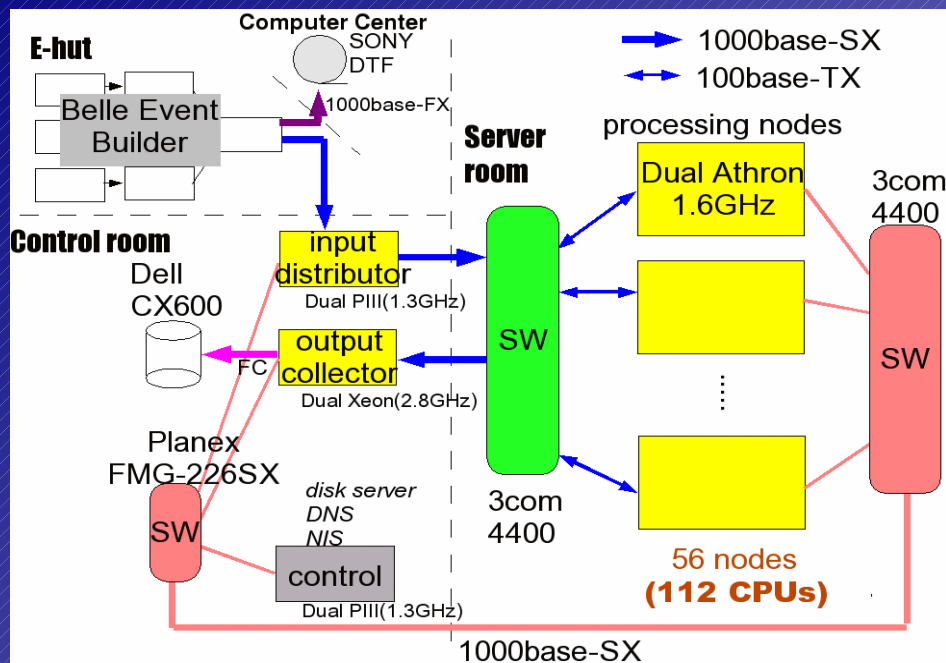 Computer Center
E-hut
SONY
DTF
1000base-SX
100base-TX
1000base-FX
Belle Event
Builder
Server
room
processing nodes
Dual Athron
1.6GHz
3com
4400
Control room
input
distributor
Dual PIII(1.3GHz)
Dell
CX600
output
collector
FC
Dual Xeon(2.8GHz)
SW
SW
......
Planex
FMG-226SX
SW
disk server
DNS
NIS
control
Dual PIII(1.3GHz)
3com
4400
56 nodes
(112 CPUs)
1000base-SX